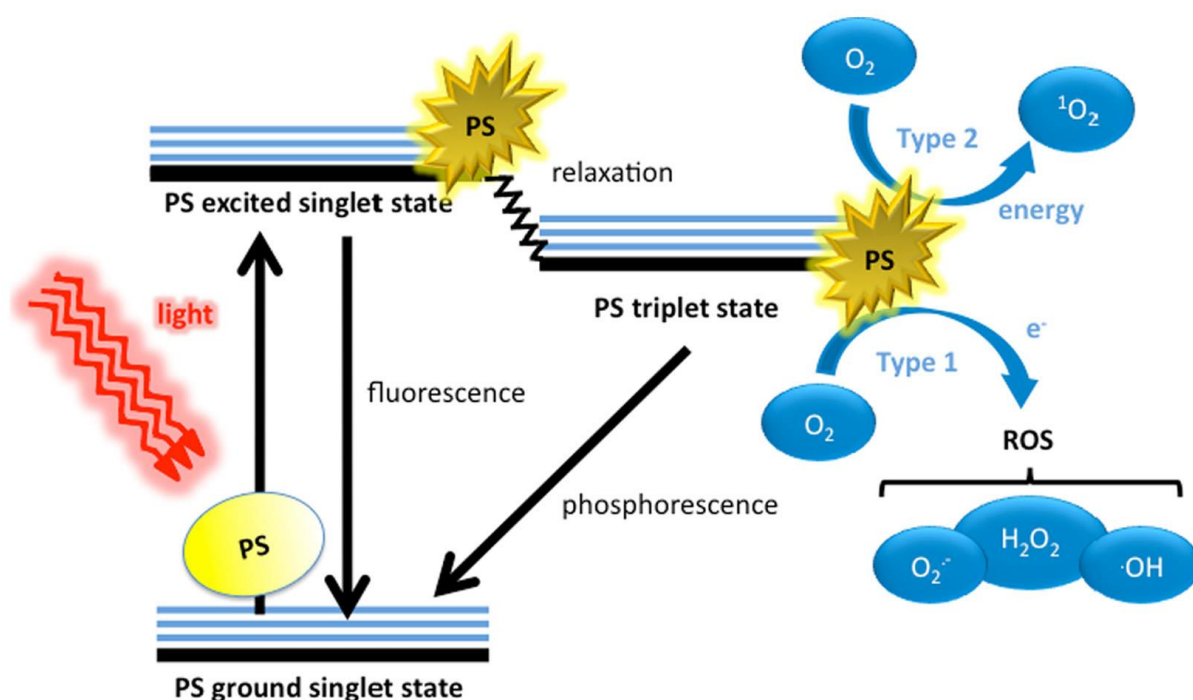 O₂
PS
¹O₂
Type 2
relaxation
PS excited singlet state
energy
PS
light
PS triplet state
e⁻
Type 1
fluorescence
O₂
ROS
phosphorescence
PS
H₂O₂
O₂·⁻
·OH
PS ground singlet state